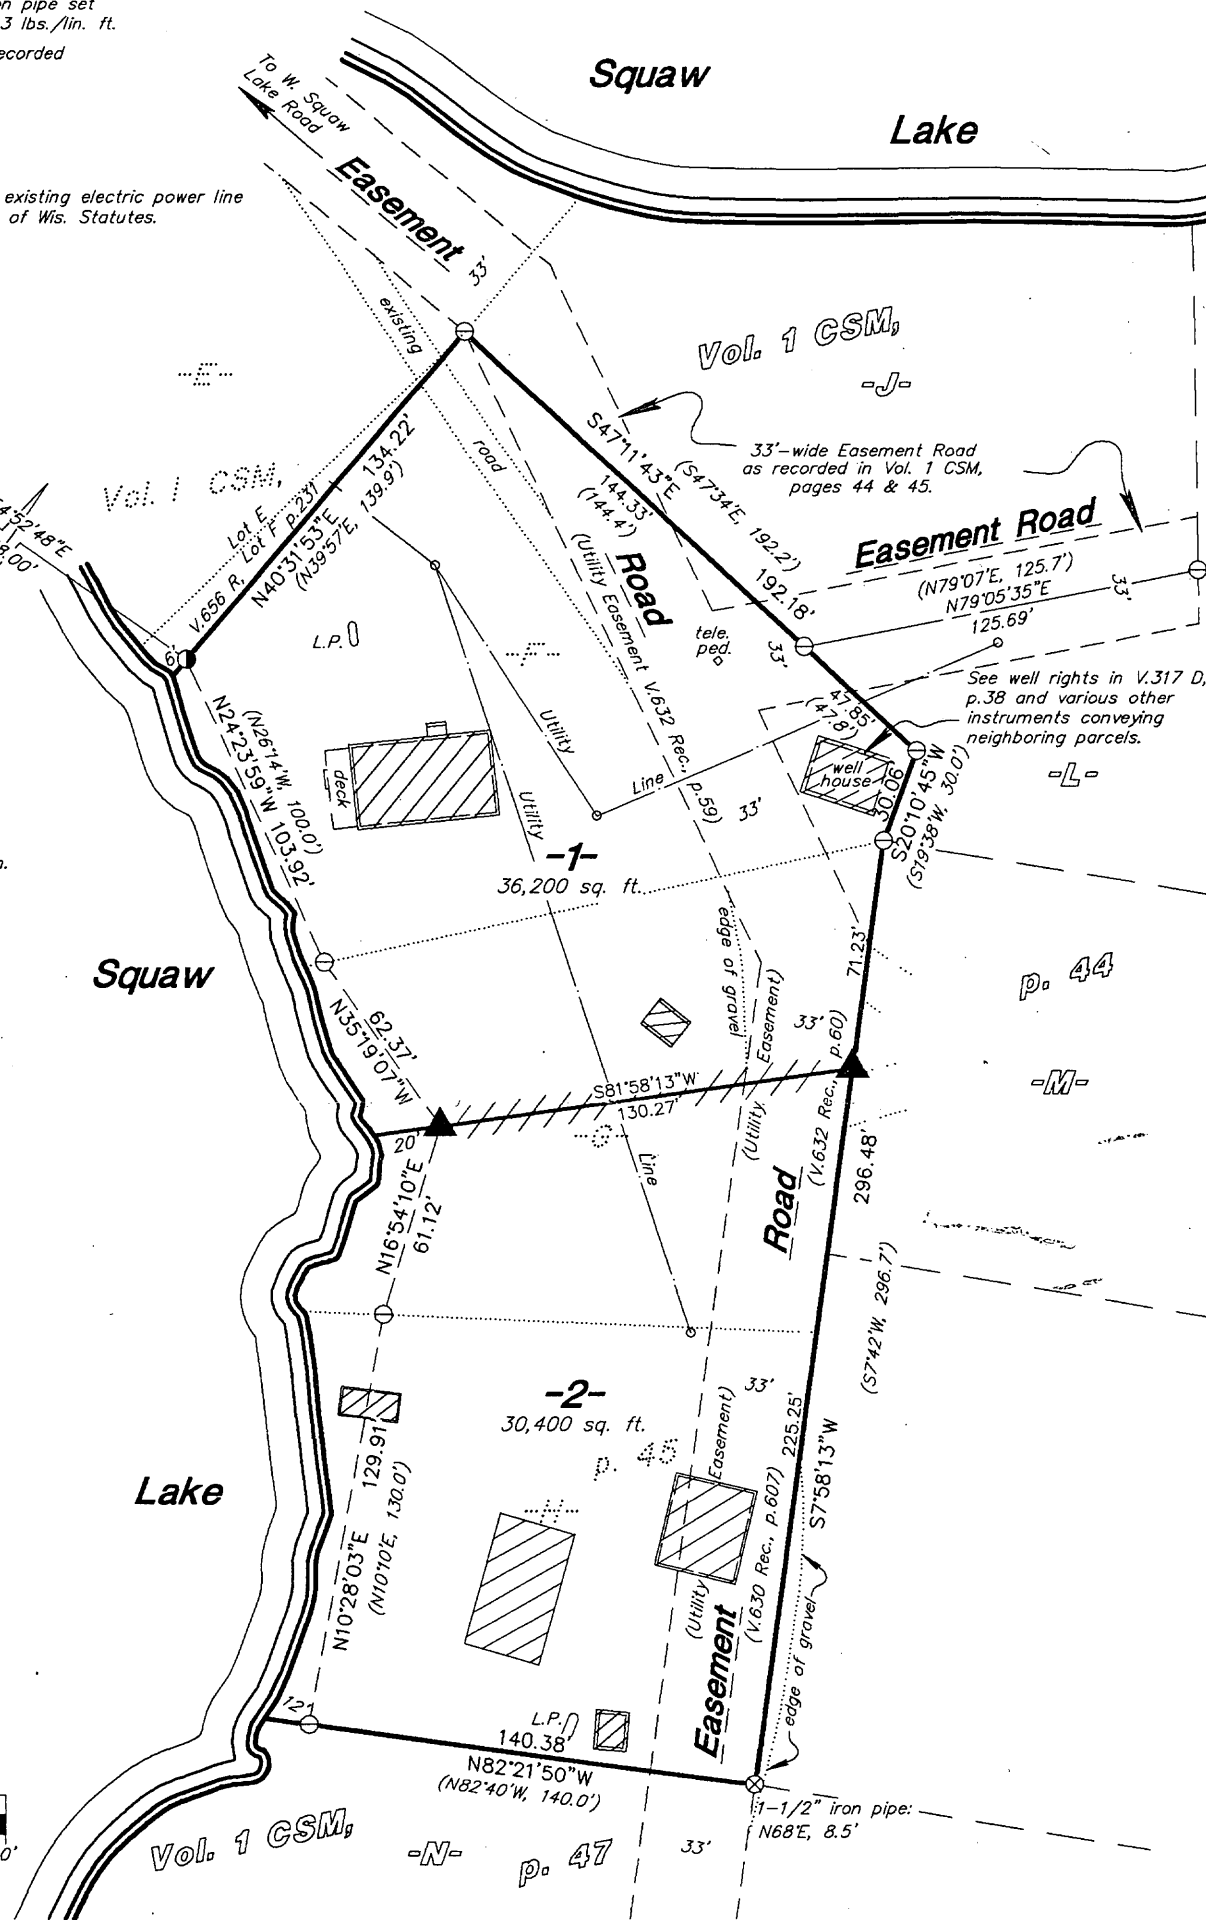 n pipe set
3 lbs./lin. ft.
ecorded
Squaw
Lake
To W. Squaw
Lake Road
Easement
33'
existing electric power line
of Wis. Statutes.
existing
road
-E-
Vol. 1 CSM,
-J-
33'-wide Easement Road
as recorded in Vol. 1 CSM,
pages 44 & 45.
S47°11'43"E
(S47°34'E, 192.2')
144.33'
(144.4')
192.18'
134.22'
N40°31'53"E
(N39°57'E, 139.9')
Lot E
V.656 R, Lot F p.231
Vol. 1 CSM,
4°52'48"E
8.00'
6'
Easement Road
(N79°07'E, 125.7')
N79°05'35"E
125.69'
33'
33'
Road
(Utility Easement V.632 Rec., p.59)
L.P.
-F-
tele.
ped.
See well rights in V.317 D,
p.38 and various other
instruments conveying
neighboring parcels.
47.85'
(47.8')
well
house
30.06'
S20°10'45"W
(S19°38'W, 30.0')
-L-
N24°23'59"W 103.92'
(N26°14'W, 100.0')
deck
Utility
Utility
Line
33'
-1-
36,200 sq. ft.
n.
edge of gravel
71.23'
Squaw
p. 44
62.37'
N35°19'07"W
33'
(Utility Easement)
(V.632 Rec., p.60)
S81°58'13"W
130.27'
20'
-G-
-M-
Line
N16°54'10"E
61.12'
Road
296.48'
(S7°42'W, 296.7')
-2-
30,400 sq. ft.
33'
p. 45
225.25'
S7°58'13"W
Lake
129.91'
N10°28'03"E
(N10°10'E, 130.0')
-H-
(Utility Easement)
(V.630 Rec., p.607)
Easement
edge of gravel
12'
L.P.
140.38'
N82°21'50"W
(N82°40'W, 140.0')
1-1/2" iron pipe:
N68°E, 8.5'
Vol. 1 CSM,
-N-
p. 47
33'
0'